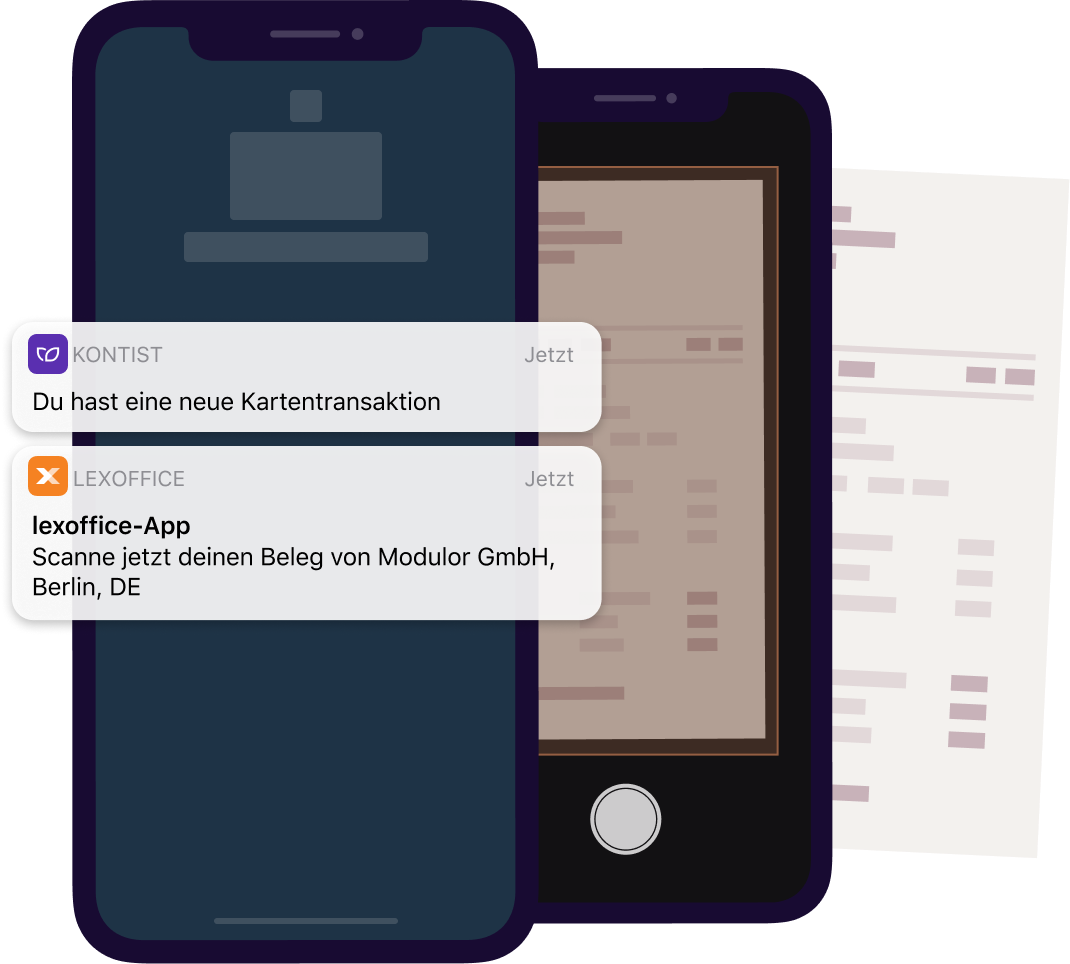 KONTIST Jetzt
Du hast eine neue Kartentransaktion
LEXOFFICE Jetzt
lexoffice-App
Scanne jetzt deinen Beleg von Modulor GmbH,
Berlin, DE